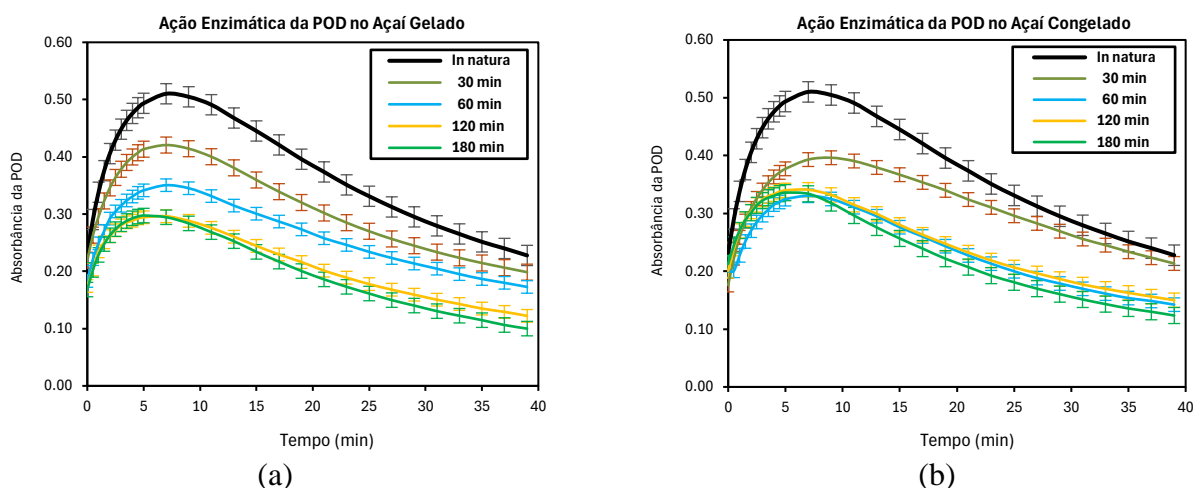 Ação Enzimática da POD no Açaí Gelado
0.60
0.50
0.40
0.30
0.20
0.10
0.00
Absorbância da POD
In natura
30 min
60 min
120 min
180 min
0 5 10 15 20 25 30 35 40
Tempo (min)
(a)
Ação Enzimática da POD no Açaí Congelado
0.60
0.50
0.40
0.30
0.20
0.10
0.00
Absorbância da POD
In natura
30 min
60 min
120 min
180 min
0 5 10 15 20 25 30 35 40
Tempo (min)
(b)